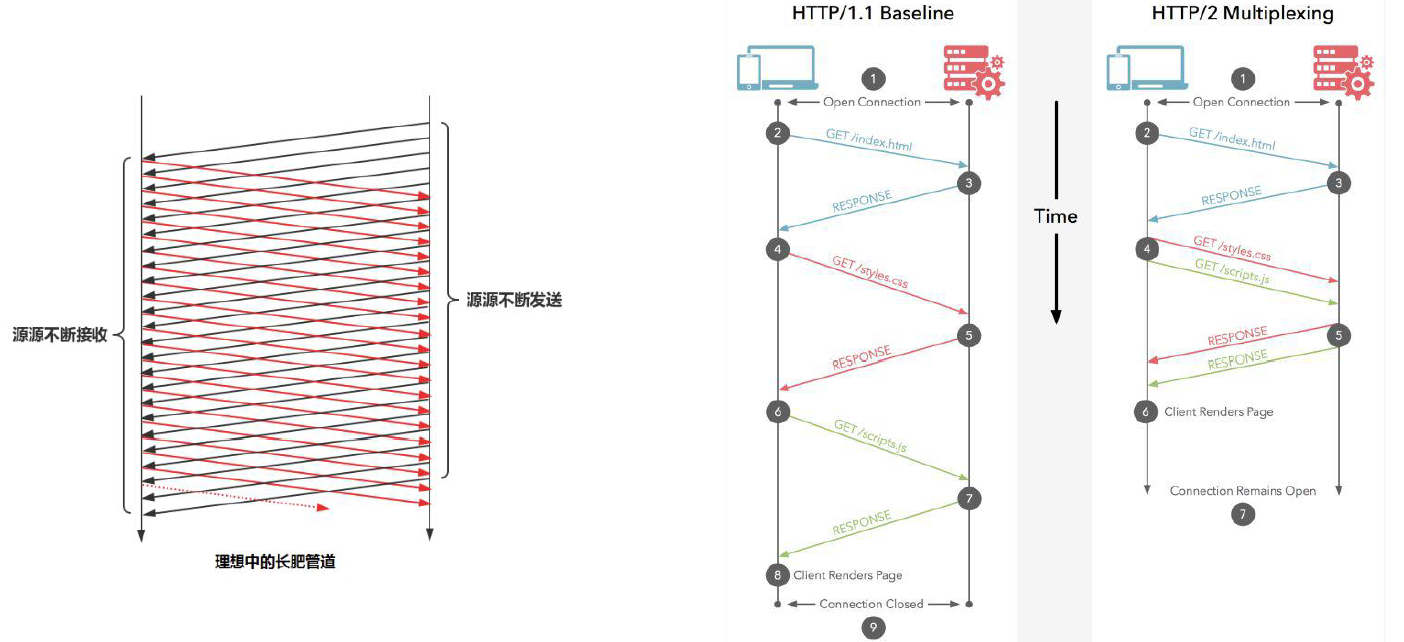 源源不断接收
源源不断发送
理想中的长肥管道
HTTP/1.1 Baseline
1
Open Connection
2
GET /index.html
3
RESPONSE
4
GET /styles.css
5
RESPONSE
6
GET /scripts.js
7
RESPONSE
8 Client Renders Page
Connection Closed
9
Time
HTTP/2 Multiplexing
1
Open Connection
2
GET /index.html
3
RESPONSE
4
GET /styles.css
GET /scripts.js
5
RESPONSE
RESPONSE
6 Client Renders Page
Connection Remains Open
7